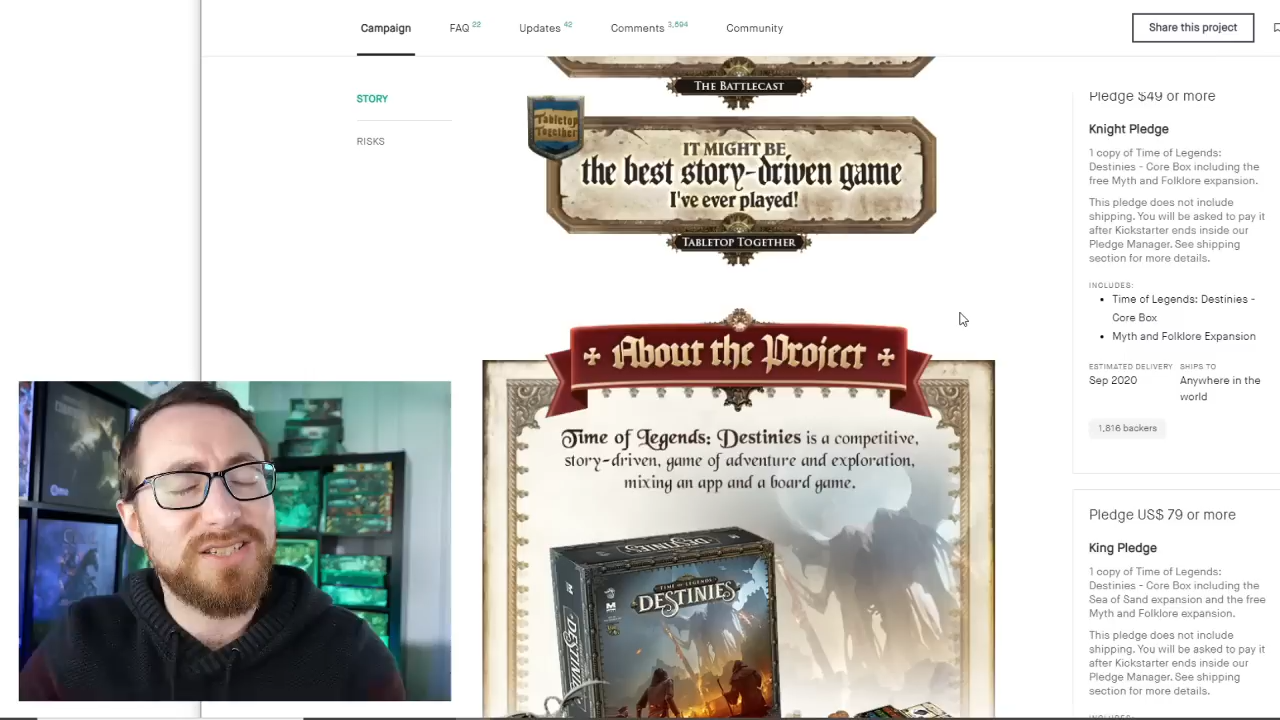 Campaign
FAQ 22
Updates 42
Comments 3,594
Community
Share this project
STORY
RISKS
THE BATTLECAST
Tabletop
Together
IT MIGHT BE
the best story-driven game
I've ever played!
TABLETOP TOGETHER
About the Project
Time of Legends: Destinies is a competitive,
story-driven, game of adventure and exploration,
mixing an app and a board game.
TIME OF LEGENDS
DESTINIES
DESTINIES
Pledge $49 or more
Knight Pledge
1 copy of Time of Legends:
Destinies - Core Box including the
free Myth and Folklore expansion.
This pledge does not include
shipping. You will be asked to pay it
after Kickstarter ends inside our
Pledge Manager. See shipping
section for more details.
INCLUDES:
Time of Legends: Destinies -
Core Box
Myth and Folklore Expansion
ESTIMATED DELIVERY
Sep 2020
SHIPS TO
Anywhere in the
world
1,816 backers
Pledge US$ 79 or more
King Pledge
1 copy of Time of Legends:
Destinies - Core Box including the
Sea of Sand expansion and the free
Myth and Folklore expansion.
This pledge does not include
shipping. You will be asked to pay it
after Kickstarter ends inside our
Pledge Manager. See shipping
section for more details.